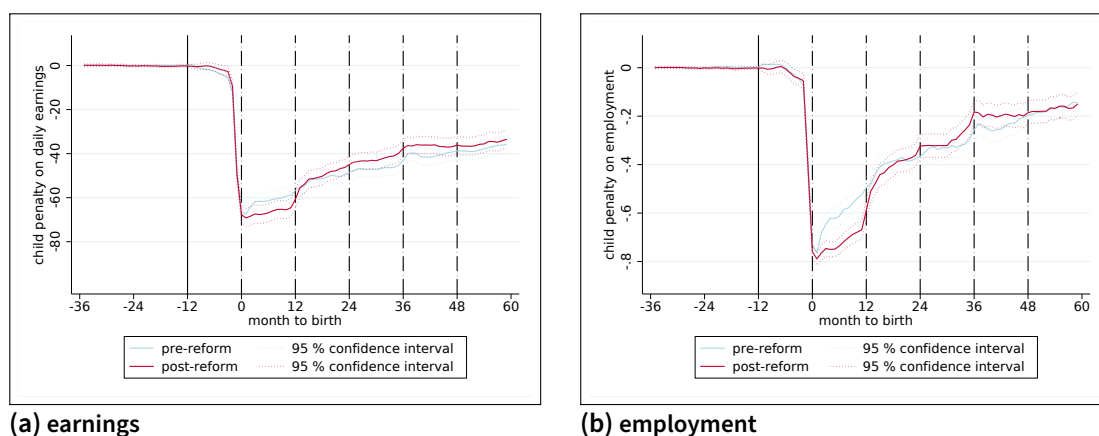 child penalty on daily earnings
0
-20
-40
-60
-80
-36 -24 -12 0 12 24 36 48 60
month to birth
pre-reform 95 % confidence interval
post-reform 95 % confidence interval
(a) earnings
child penalty on employment
0
-.2
-.4
-.6
-.8
-36 -24 -12 0 12 24 36 48 60
month to birth
pre-reform 95 % confidence interval
post-reform 95 % confidence interval
(b) employment